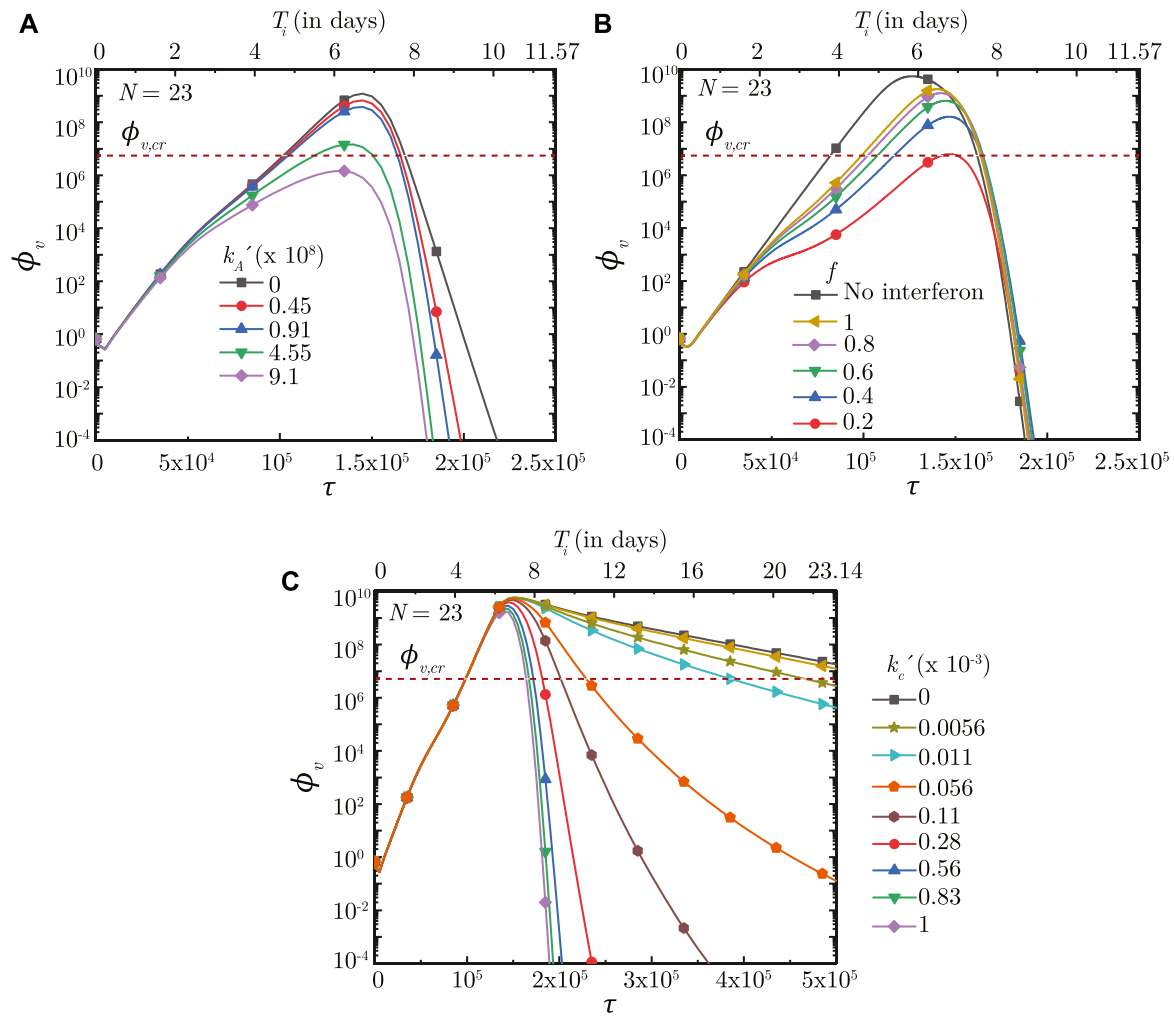 A
T_i (in days)
0 2 4 6 8 10 11.57
10^10
10^8
10^6
10^4
10^2
10^0
10^-2
10^-4
N = 23
ϕ_v,cr
ϕ_v
k_A´ (x 10^8)
0
0.45
0.91
4.55
9.1
0 5x10^4 10^5 1.5x10^5 2x10^5 2.5x10^5
τ
B
T_i (in days)
0 2 4 6 8 10 11.57
10^10
10^8
10^6
10^4
10^2
10^0
10^-2
10^-4
N = 23
ϕ_v,cr
ϕ_v
f
No interferon
1
0.8
0.6
0.4
0.2
0 5x10^4 10^5 1.5x10^5 2x10^5 2.5x10^5
τ
C
T_i (in days)
0 4 8 12 16 20 23.14
10^10
10^8
10^6
10^4
10^2
10^0
10^-2
10^-4
N = 23
ϕ_v,cr
ϕ_v
0 10^5 2x10^5 3x10^5 4x10^5 5x10^5
τ
k_c´ (x 10^-3)
0
0.0056
0.011
0.056
0.11
0.28
0.56
0.83
1